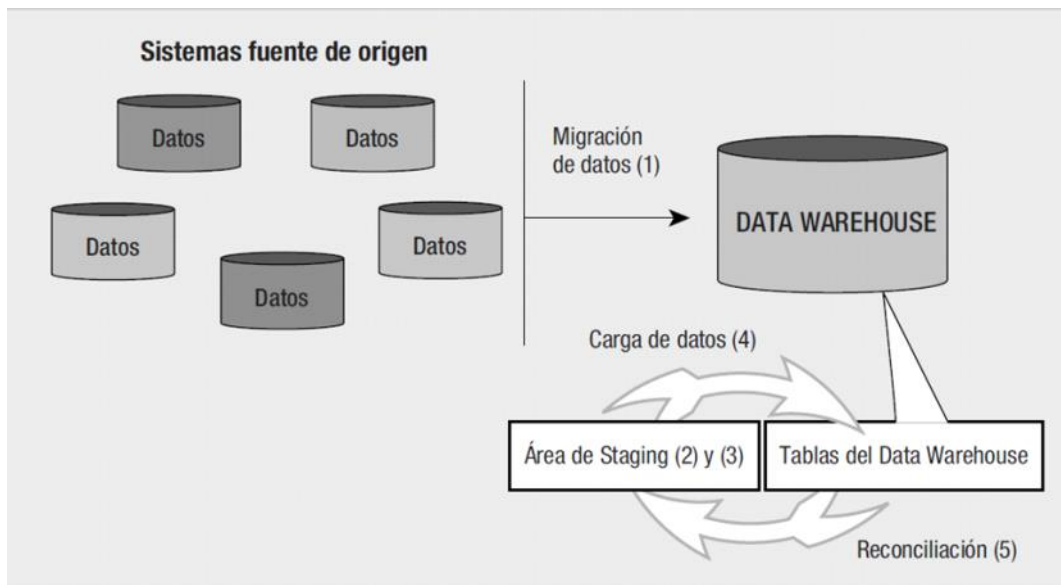 Sistemas fuente de origen
Datos
Datos
Datos
Datos
Datos
Migración
de datos (1)
DATA WAREHOUSE
Carga de datos (4)
Área de Staging (2) y (3)
Tablas del Data Warehouse
Reconciliación (5)